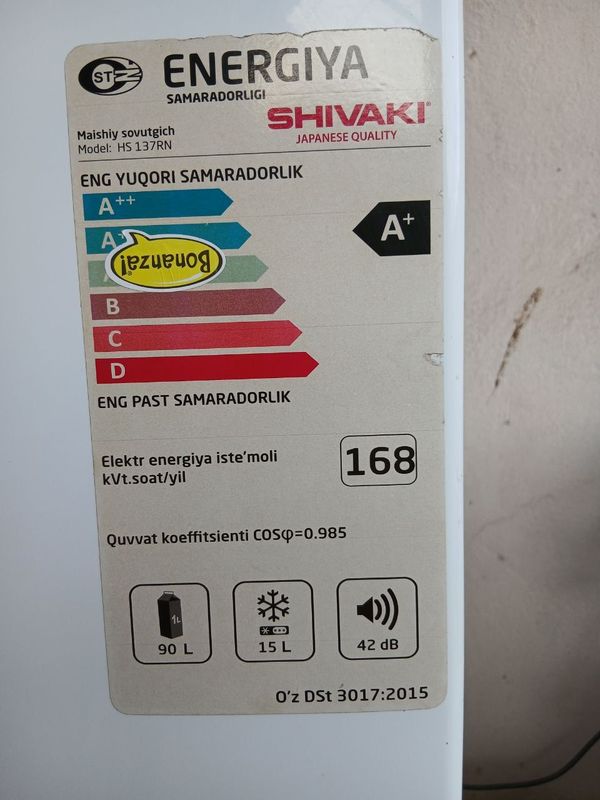 ST
ENERGIYA
SAMARADORLIGI
SHIVAKI
JAPANESE QUALITY
Maishiy sovutgich
Model: HS 137RN
ENG YUQORI SAMARADORLIK
A++
A+
A+
Bonanza!
B
C
D
ENG PAST SAMARADORLIK
Elektr energiya iste'moli
kVt.soat/yil
168
Quvvat koeffitsienti COSφ=0.985
1L
90 L
15 L
42 dB
O'z DSt 3017:2015